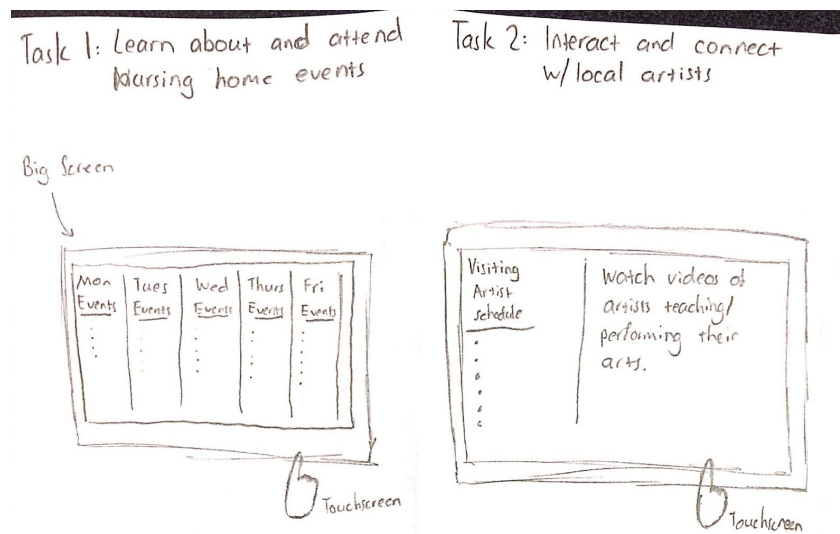 Task 1: Learn about and attend
Nursing home events
Big Screen
Mon Tues Wed Thurs Fri
Events Events Events Events Events
Touchscreen
Task 2: Interact and connect
w/ local artists
Visiting
Artist
schedule
Watch videos of
artists teaching/
performing their
arts.
Touchscreen